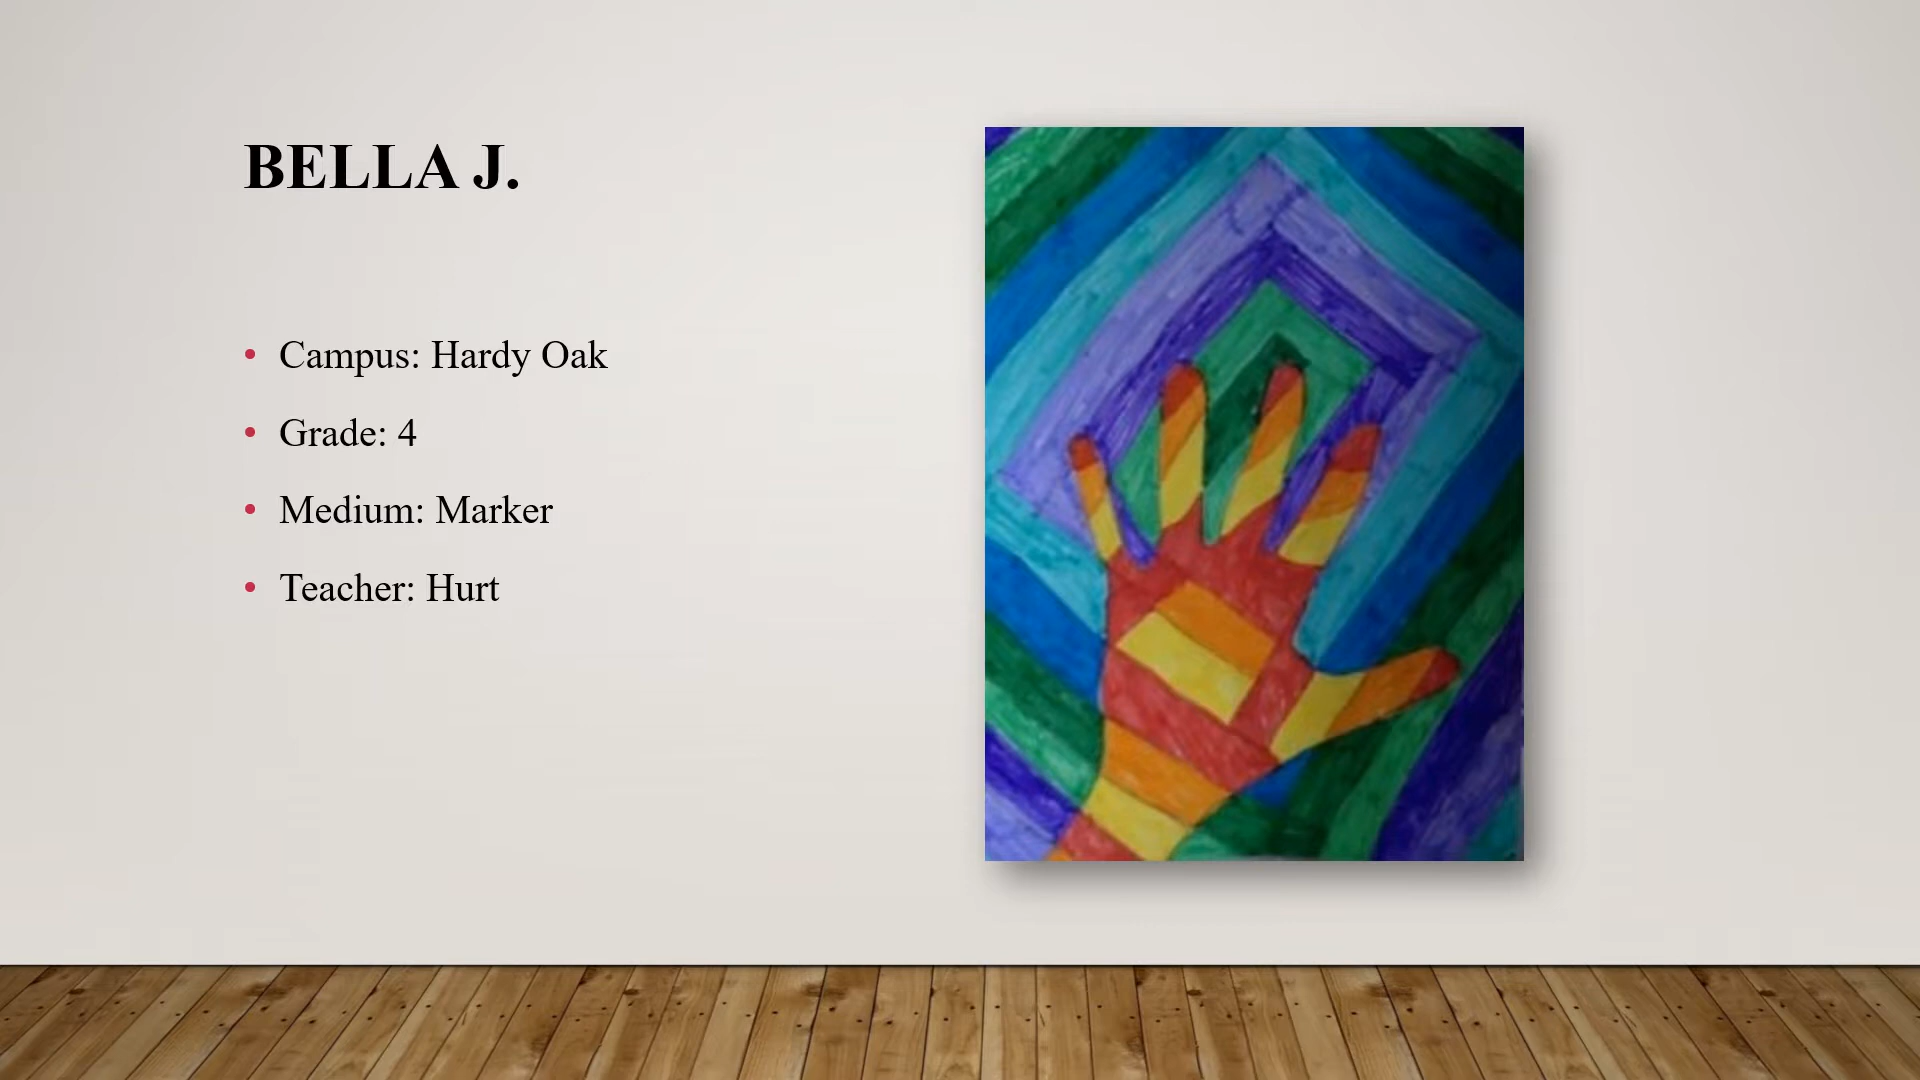 BELLA J.
• Campus: Hardy Oak
• Grade: 4
• Medium: Marker
• Teacher: Hurt